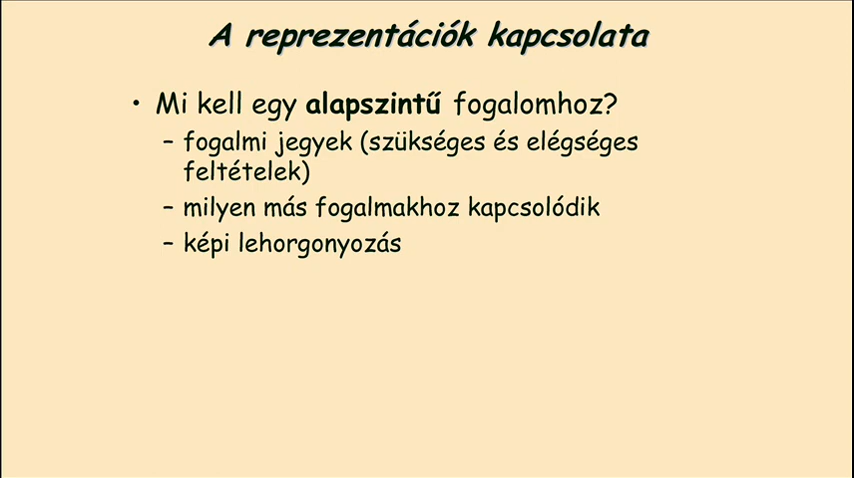 A reprezentációk kapcsolata
• Mi kell egy alapszintű fogalomhoz?
– fogalmi jegyek (szükséges és elégséges
feltételek)
– milyen más fogalmakhoz kapcsolódik
– képi lehorgonyozás